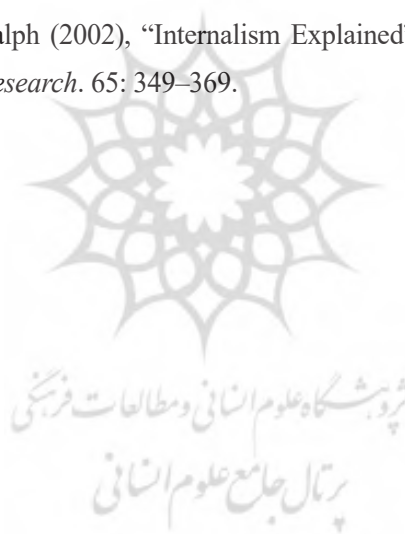 alph (2002), “Internalism Explained”
esearch. 65: 349–369.
پژوهشگاه علوم انسانی و مطالعات فرهنگی
پرتال جامع علوم انسانی